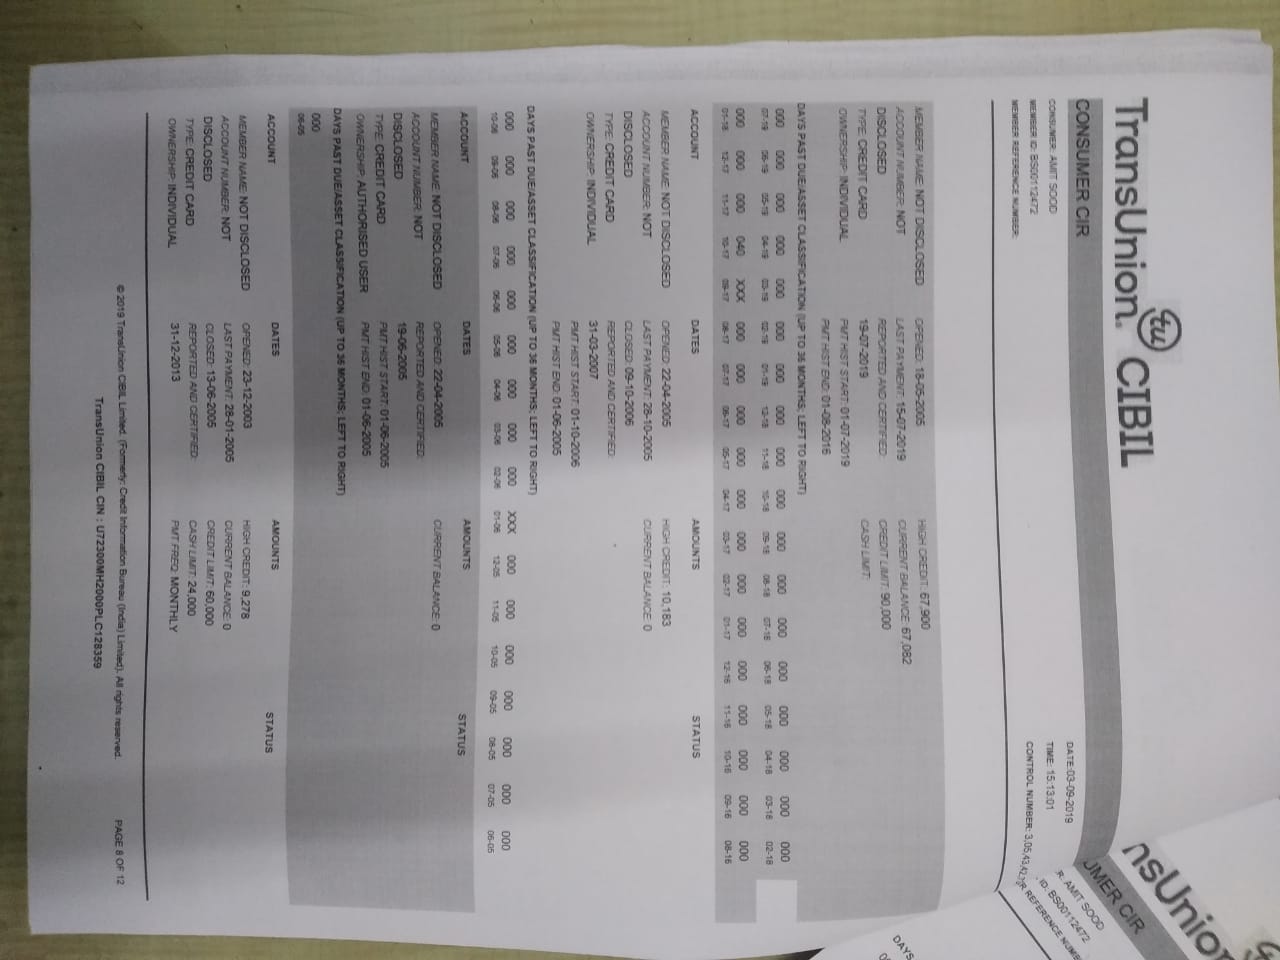 TransUnion. CIBIL
CONSUMER CIR
CONSUMER: AMIT SOOD
DATE:03-09-2019
MEMBER ID: BS00112472
TIME: 15:13:01
MEMBER REFERENCE NUMBER:
CONTROL NUMBER: 3,05,43,42,
MEMBER NAME: NOT DISCLOSED OPENED: 18-05-2005 HIGH CREDIT: 67,900
ACCOUNT NUMBER: NOT LAST PAYMENT: 15-07-2019 CURRENT BALANCE: 67,082
DISCLOSED REPORTED AND CERTIFIED: CREDIT LIMIT: 90,000
TYPE: CREDIT CARD 19-07-2019 CASH LIMIT:
OWNERSHIP: INDIVIDUAL PMT HIST START: 01-07-2019
PMT HIST END: 01-08-2016
DAYS PAST DUE/ASSET CLASSIFICATION (UP TO 36 MONTHS; LEFT TO RIGHT)
000 000 000 000 000 000 000 000 000 000 000 000 000 000 000 000 000 000
07-19 06-19 05-19 04-19 03-19 02-19 01-19 12-18 11-18 10-18 09-18 08-18 07-18 06-18 05-18 04-18 03-18 02-18
000 000 000 040 XXX 000 000 000 000 000 000 000 000 000 000 000 000 000
01-18 12-17 11-17 10-17 09-17 08-17 07-17 06-17 05-17 04-17 03-17 02-17 01-17 12-16 11-16 10-16 09-16 08-16
ACCOUNT DATES AMOUNTS STATUS
MEMBER NAME: NOT DISCLOSED OPENED: 22-04-2005 HIGH CREDIT: 10,183
ACCOUNT NUMBER: NOT LAST PAYMENT: 28-10-2005 CURRENT BALANCE: 0
DISCLOSED CLOSED: 09-10-2006
TYPE: CREDIT CARD REPORTED AND CERTIFIED:
OWNERSHIP: INDIVIDUAL 31-03-2007
PMT HIST START: 01-10-2006
PMT HIST END: 01-06-2005
DAYS PAST DUE/ASSET CLASSIFICATION (UP TO 36 MONTHS; LEFT TO RIGHT)
000 000 000 000 000 000 000 000 000 XXX 000 000 000 000 000 000 000
10-06 09-06 08-06 07-06 06-06 05-06 04-06 03-06 02-06 01-06 12-05 11-05 10-05 09-05 08-05 07-05 06-05
ACCOUNT DATES AMOUNTS STATUS
MEMBER NAME: NOT DISCLOSED OPENED: 22-04-2005 CURRENT BALANCE: 0
ACCOUNT NUMBER: NOT REPORTED AND CERTIFIED:
DISCLOSED 19-06-2005
TYPE: CREDIT CARD PMT HIST START: 01-06-2005
OWNERSHIP: AUTHORISED USER PMT HIST END: 01-06-2005
DAYS PAST DUE/ASSET CLASSIFICATION (UP TO 36 MONTHS; LEFT TO RIGHT)
000
06-05
ACCOUNT DATES AMOUNTS STATUS
MEMBER NAME: NOT DISCLOSED OPENED: 23-12-2003 HIGH CREDIT: 9,278
ACCOUNT NUMBER: NOT LAST PAYMENT: 28-01-2005 CURRENT BALANCE: 0
DISCLOSED CLOSED: 13-06-2005 CREDIT LIMIT: 60,000
TYPE: CREDIT CARD REPORTED AND CERTIFIED: CASH LIMIT: 24,000
OWNERSHIP: INDIVIDUAL 31-12-2013 PMT FREQ: MONTHLY
© 2019 TransUnion CIBIL Limited. (Formerly: Credit Information Bureau (India) Limited). All rights reserved. PAGE 8 OF 12
TransUnion CIBIL CIN : U72300MH2000PLC128359
nsUnion
UMER CIR
R: AMIT SOOD
ID: BS00112472
R REFERENCE NUMBE
DAYS